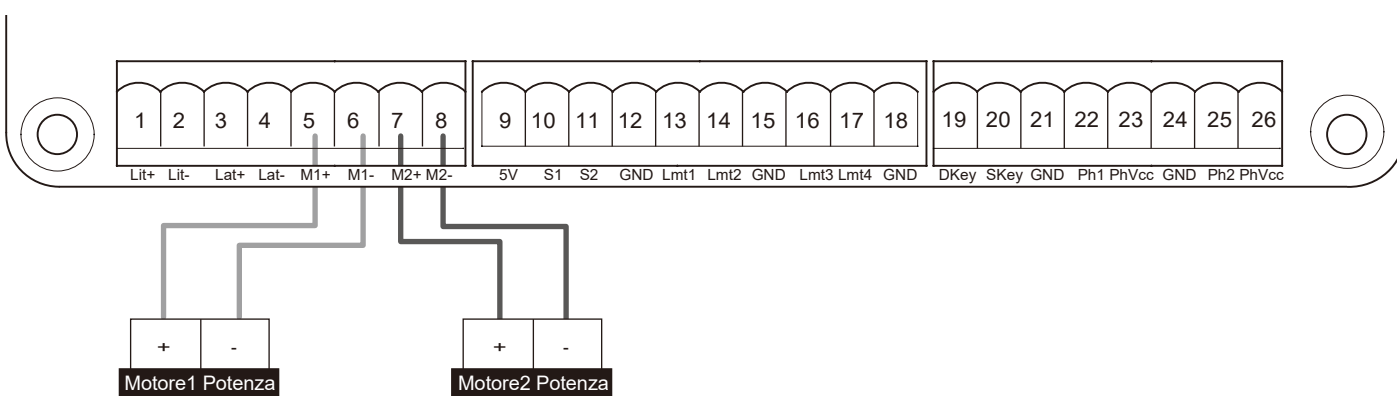 1 2 3 4 5 6 7 8 9 10 11 12 13 14 15 16 17 18 19 20 21 22 23 24 25 26
Lit+ Lit- Lat+ Lat- M1+ M1- M2+ M2- 5V S1 S2 GND Lmt1 Lmt2 GND Lmt3 Lmt4 GND DKey SKey GND Ph1 PhVcc GND Ph2 PhVcc
+ - + -
Motore1 Potenza Motore2 Potenza